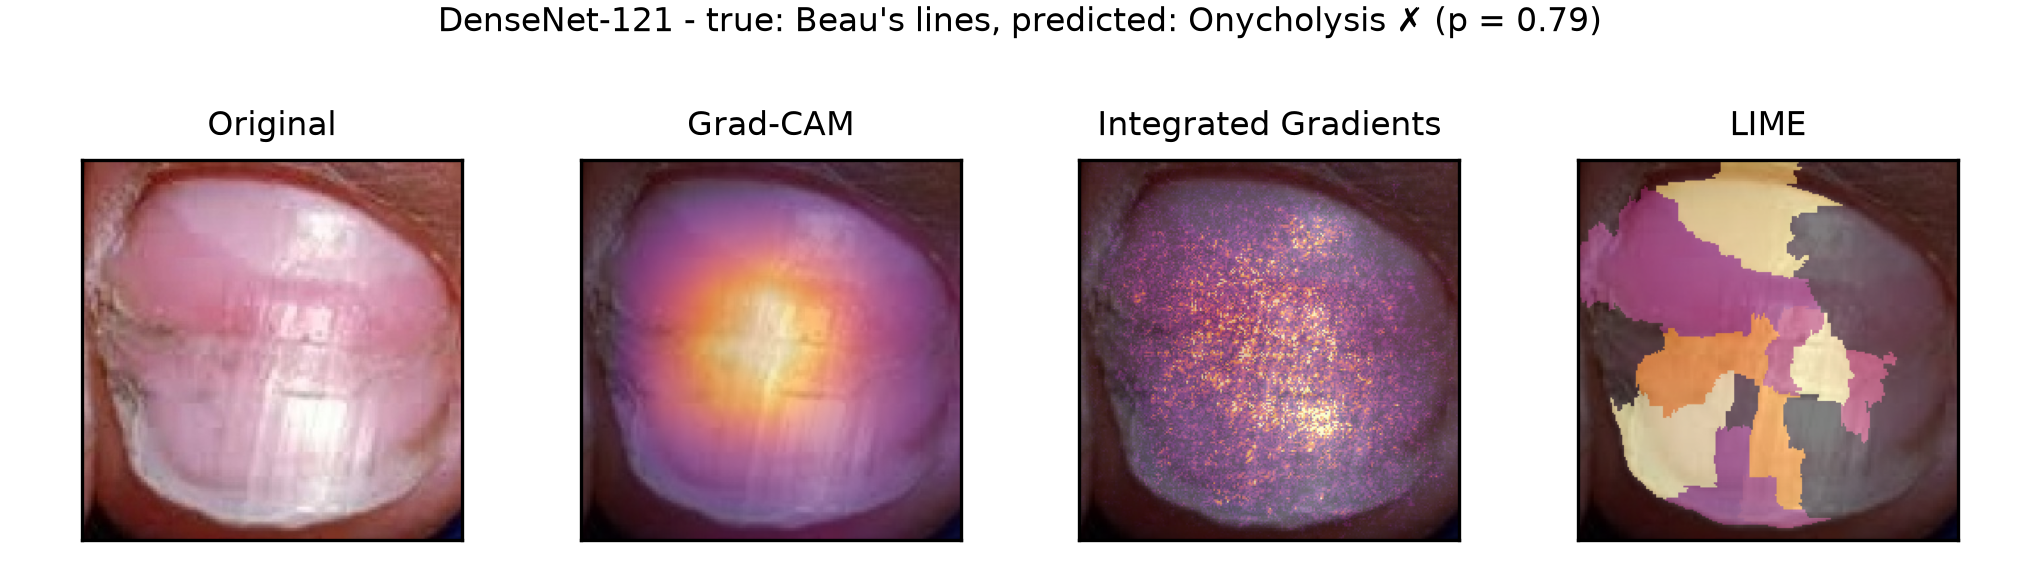 DenseNet-121 - true: Beau's lines, predicted: Onycholysis ✗ (p = 0.79)
Original
Grad-CAM
Integrated Gradients
LIME